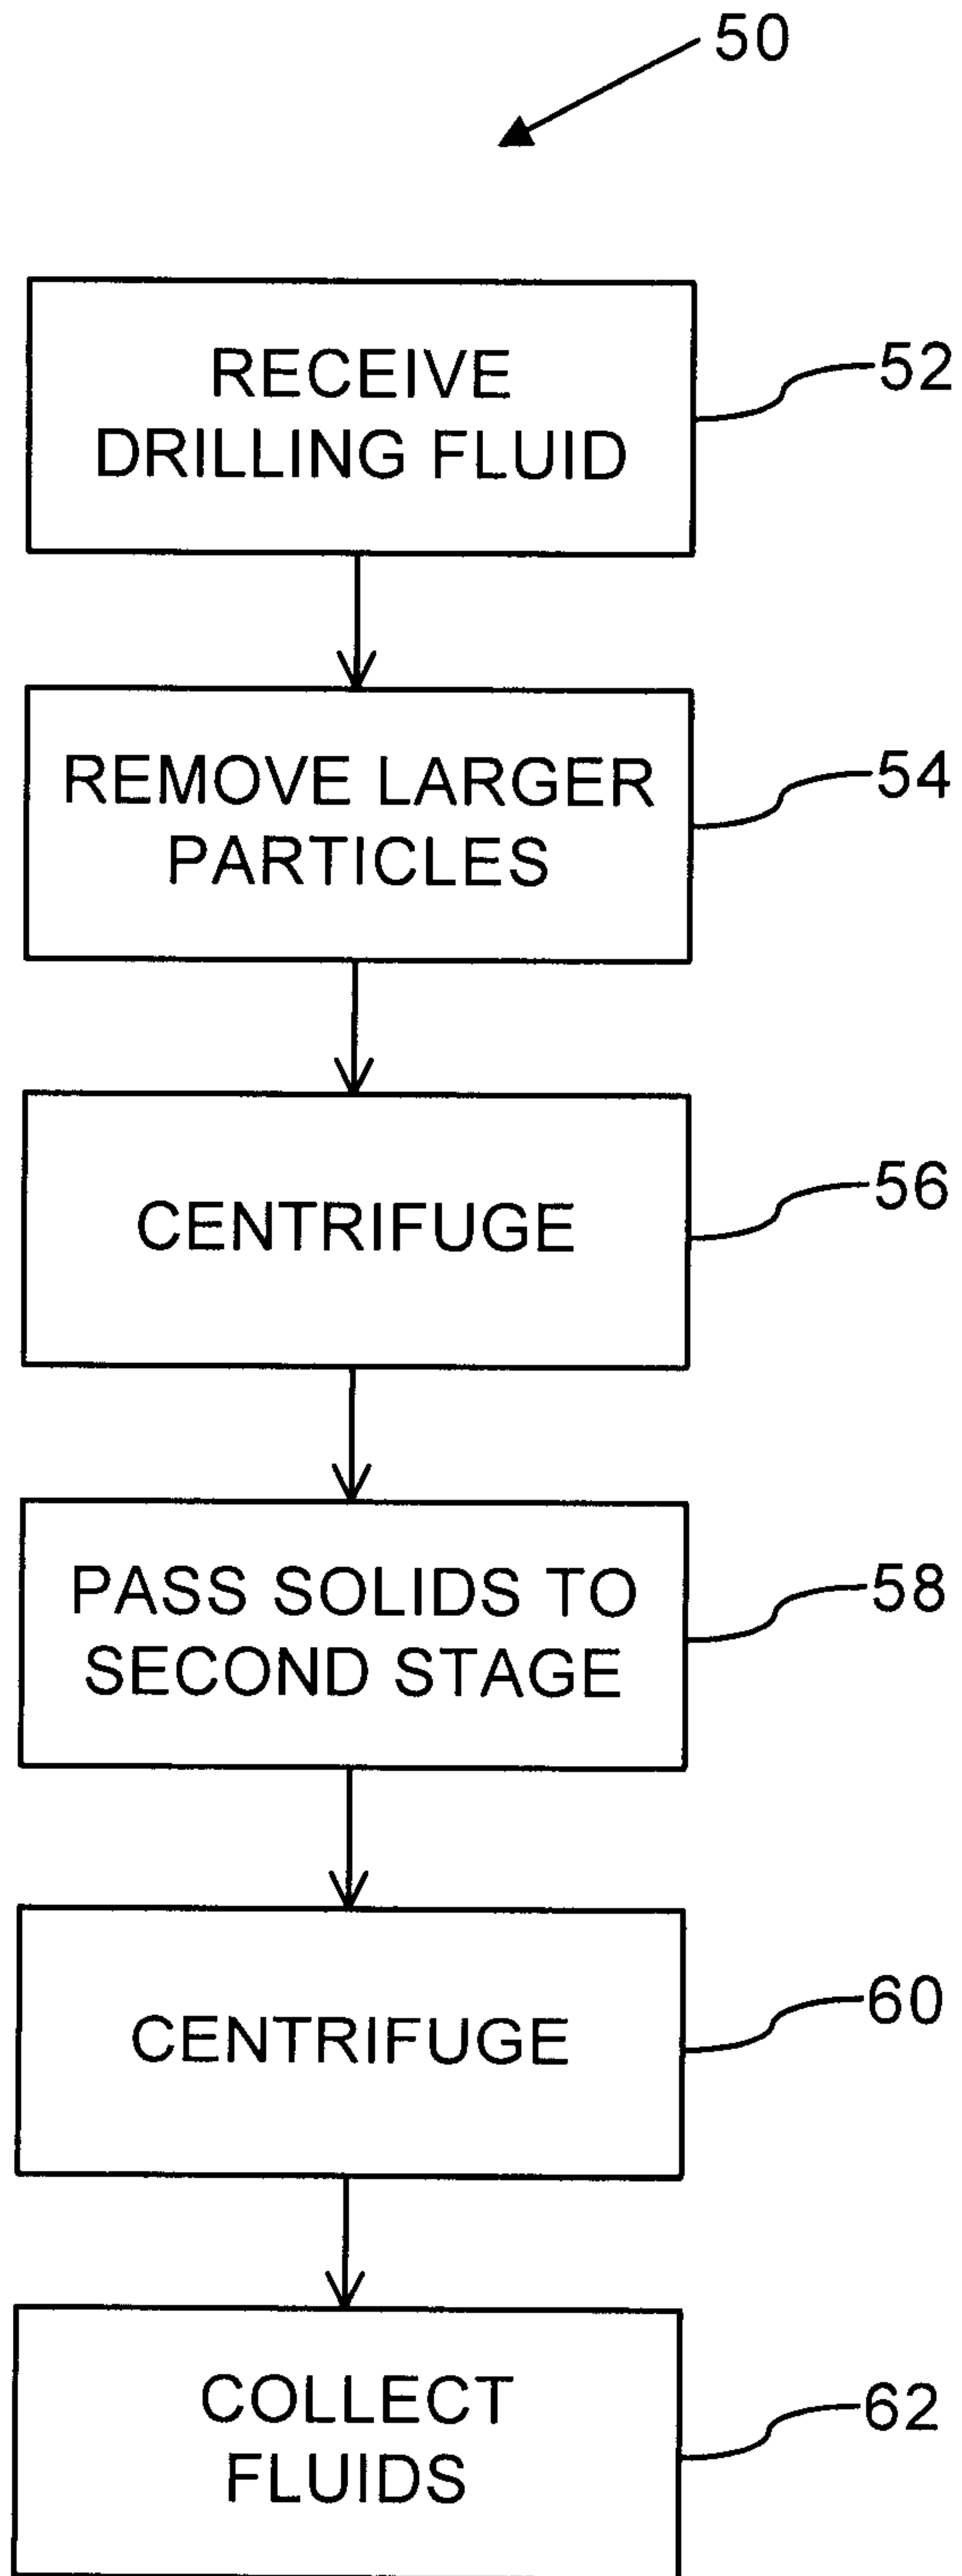 50
RECEIVE
DRILLING FLUID
52
REMOVE LARGER
PARTICLES
54
CENTRIFUGE
56
PASS SOLIDS TO
SECOND STAGE
58
CENTRIFUGE
60
COLLECT
FLUIDS
62